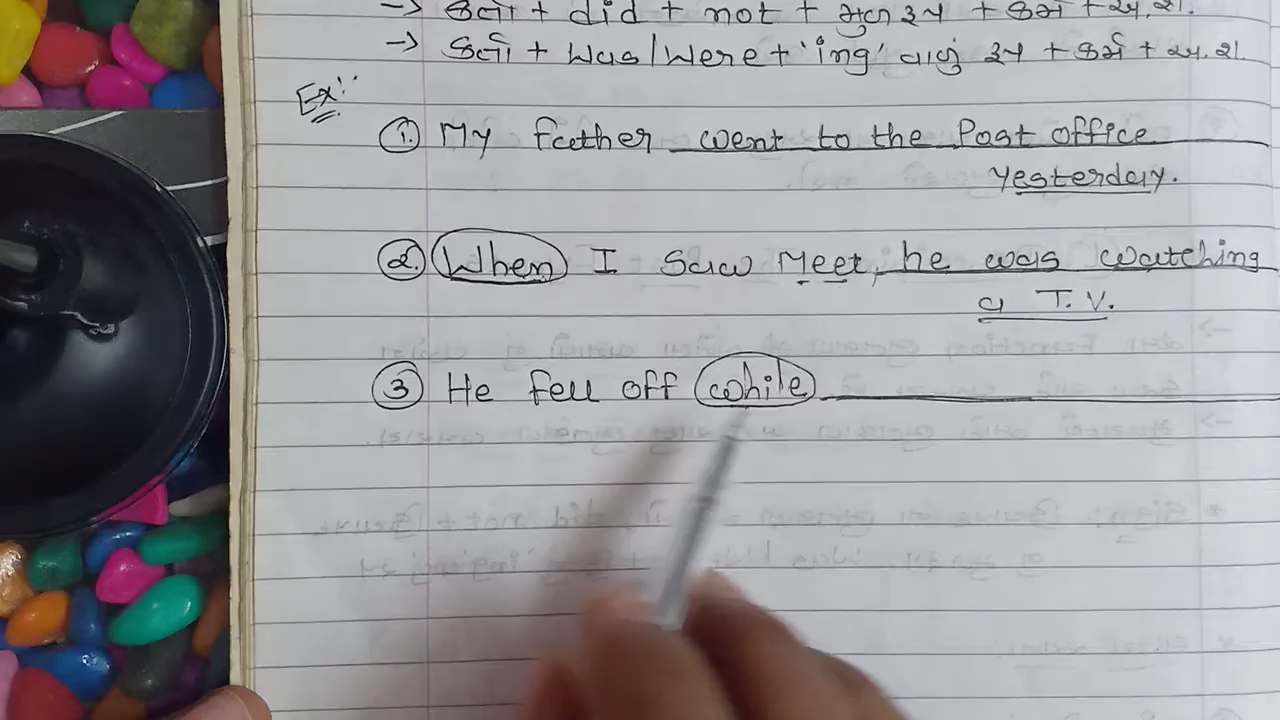 -> કર્તા + did + not + મુળ રૂપ + કર્મ + અ.શ.
-> કર્તા + was/were + 'ing' વાળું રૂપ + કર્મ + અ.શ.
Ex:-
①. My father went to the Post office
yesterday.
②. When I saw Meet, he was watching
a T.V.
③ He fell off while